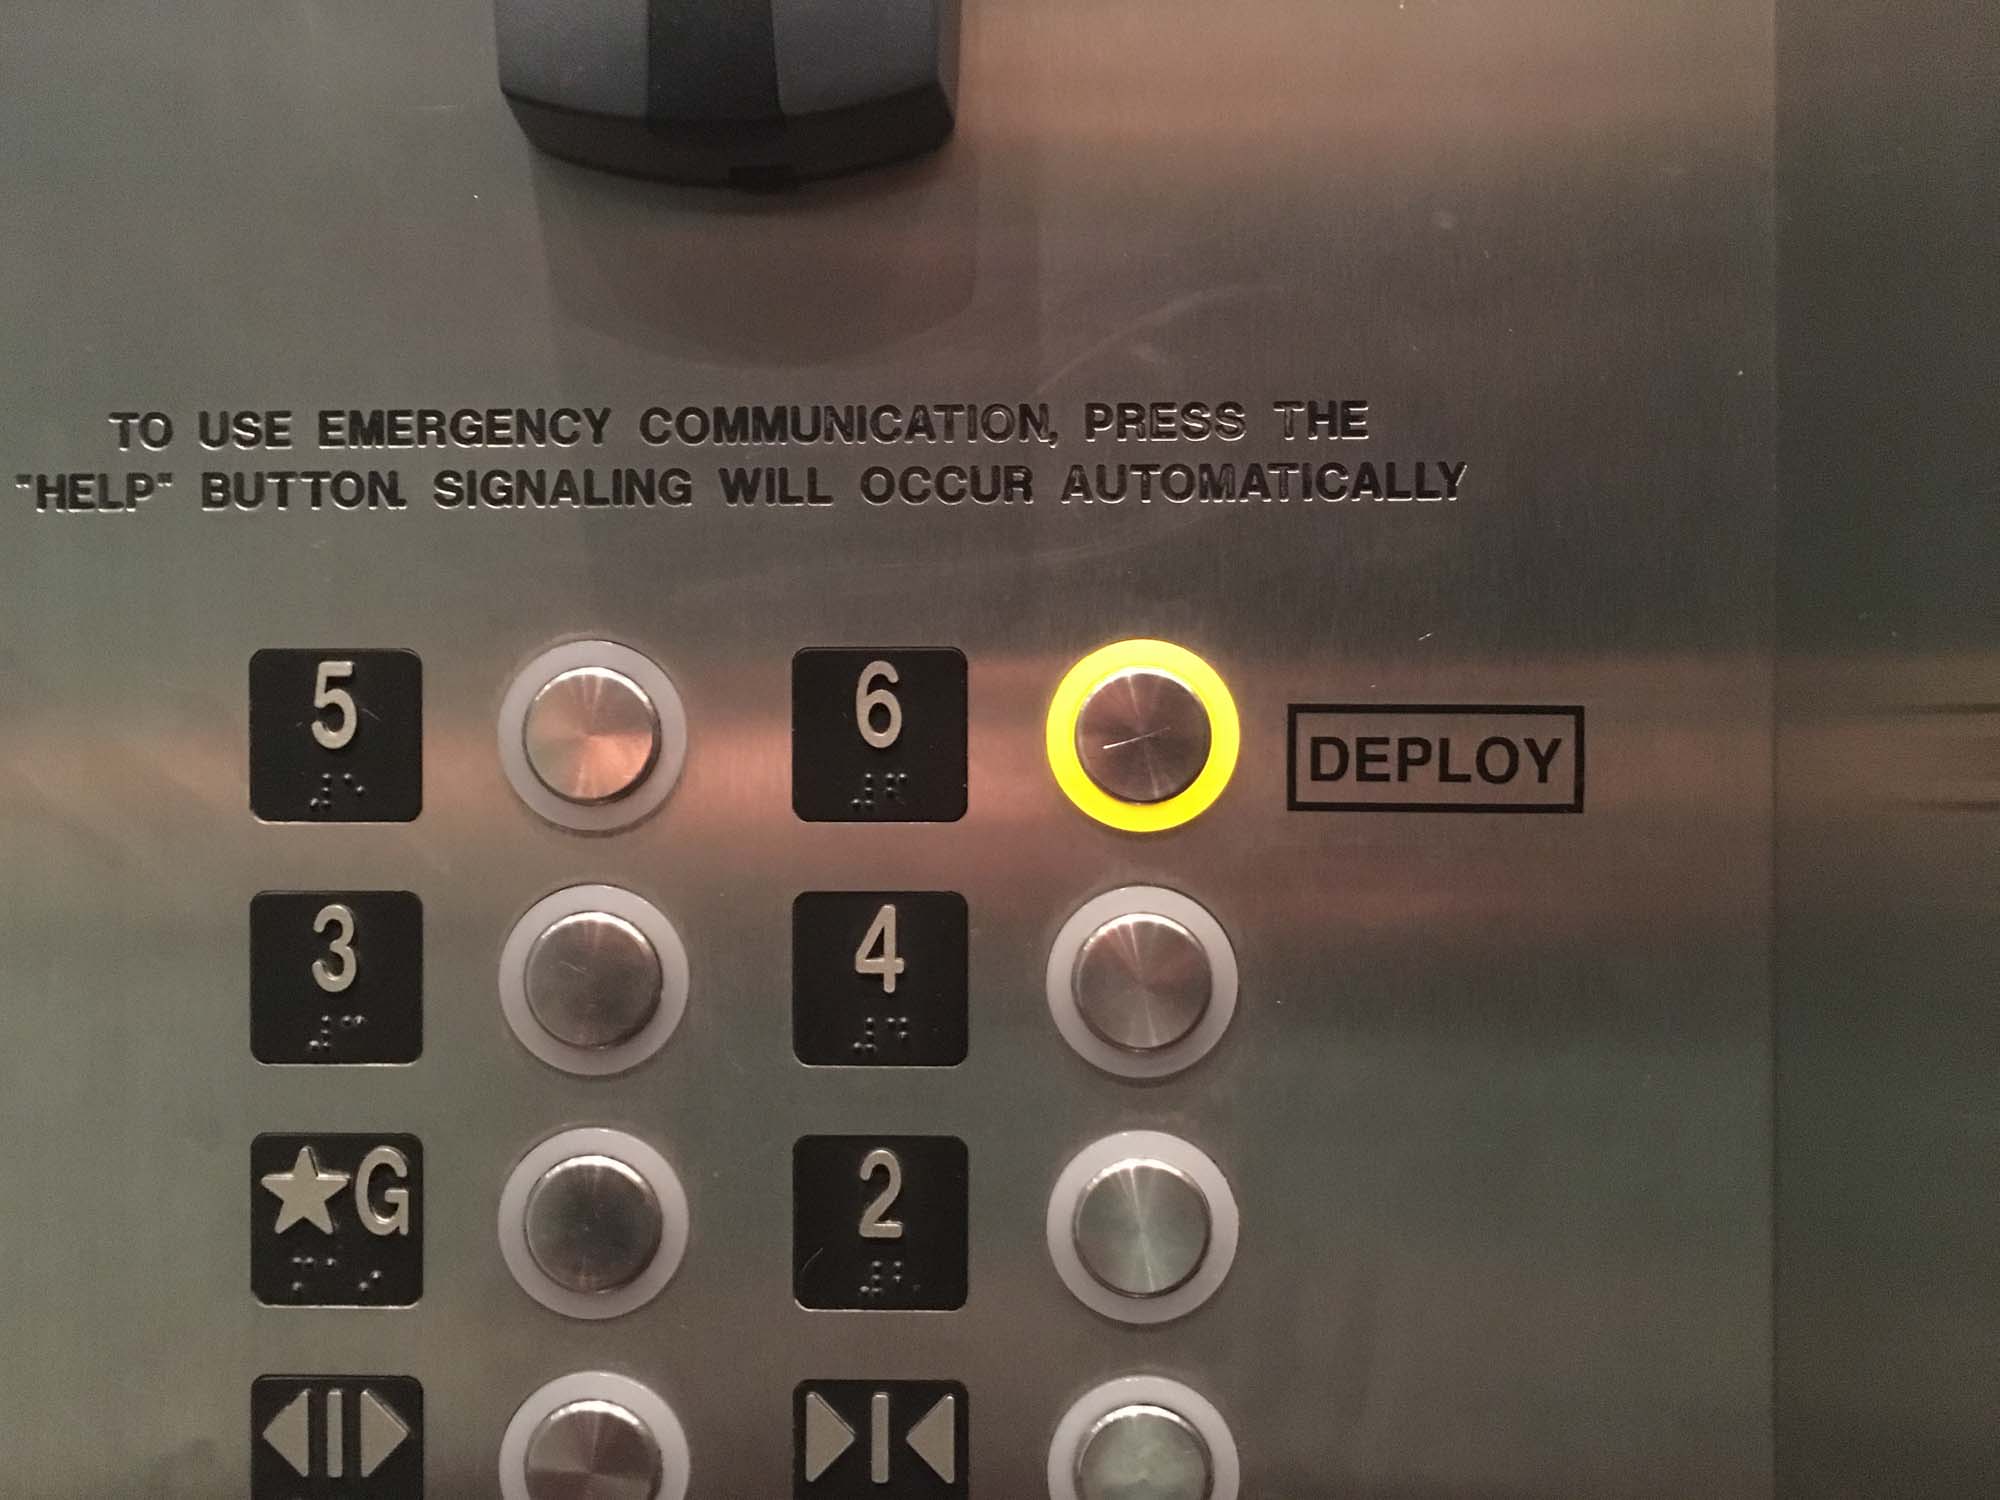 TO USE EMERGENCY COMMUNICATION, PRESS THE
"HELP" BUTTON. SIGNALING WILL OCCUR AUTOMATICALLY
5 6 DEPLOY
3 4
★G 2